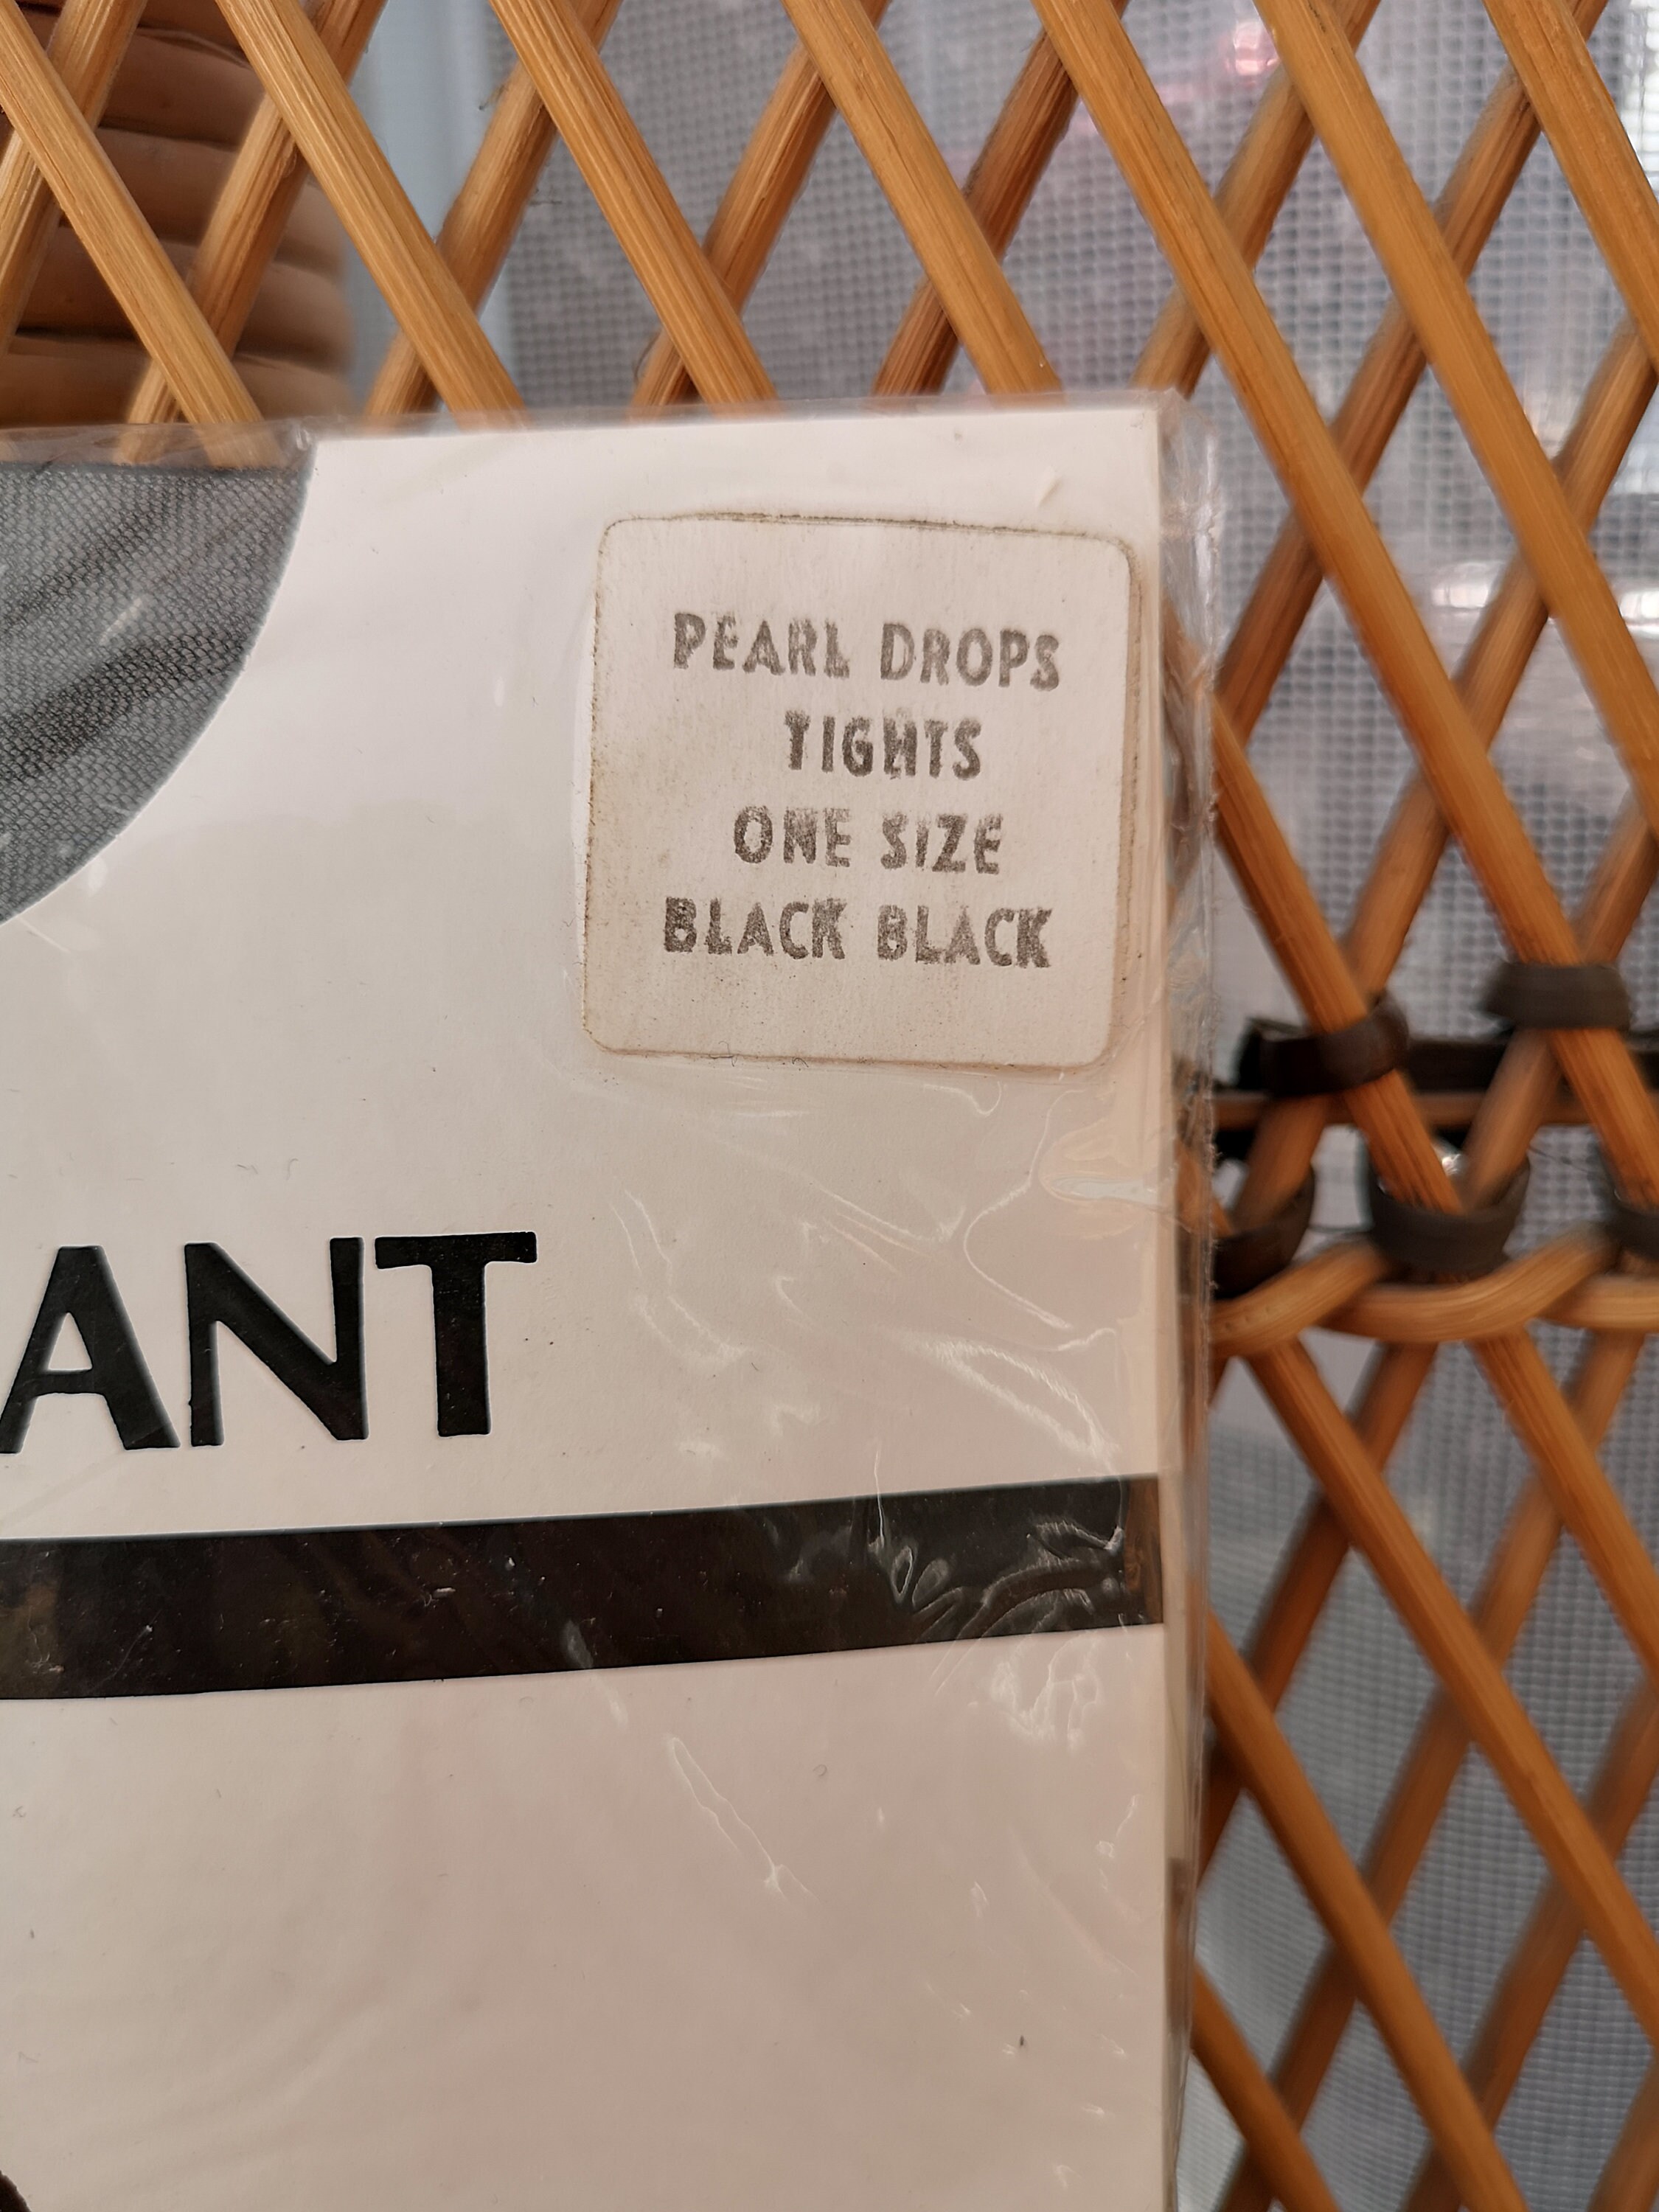 PEARL DROPS
TIGHTS
ONE SIZE
BLACK BLACK
ANT